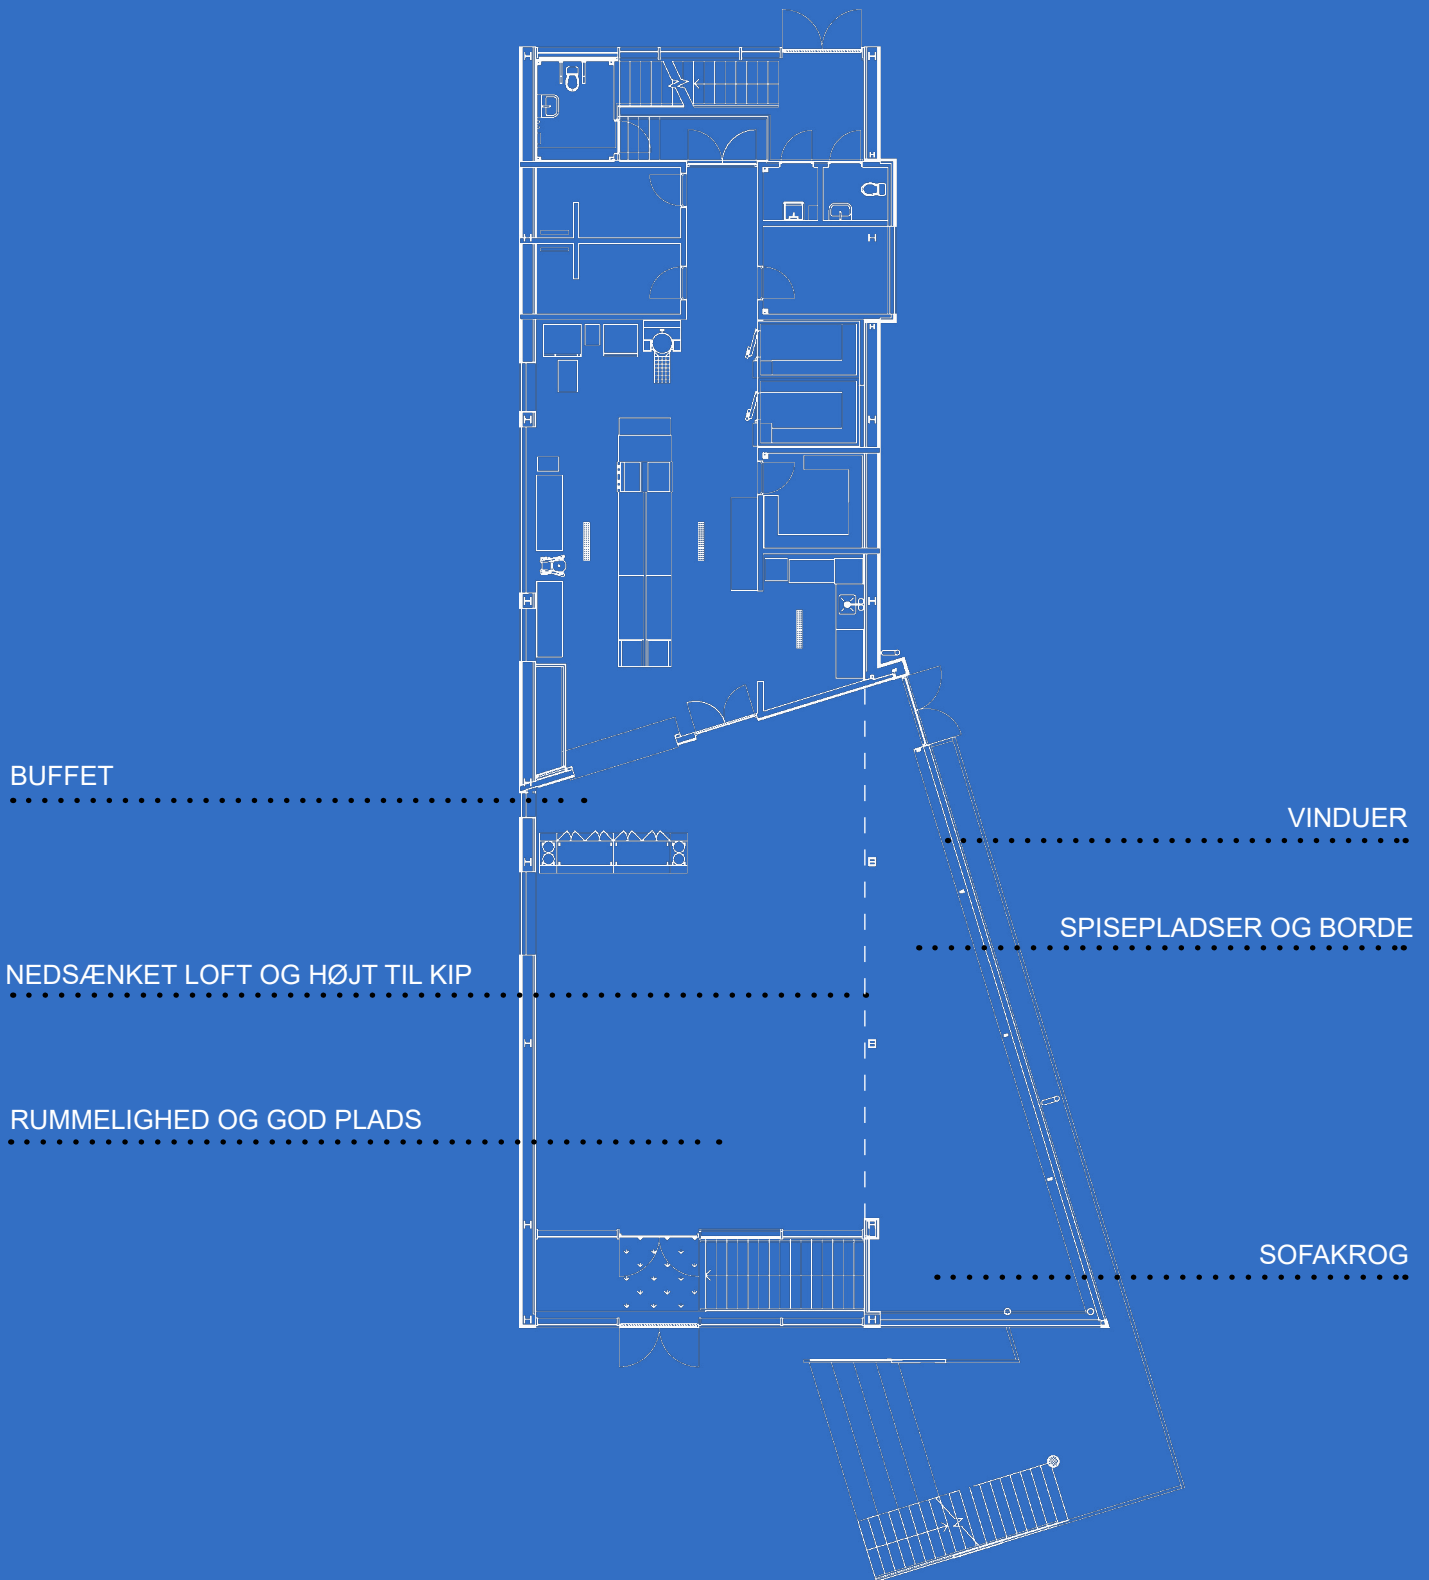 BUFFET
VINDUER
SPISEPLADSER OG BORDE
NEDSÆNKET LOFT OG HØJT TIL KIP
RUMMELIGHED OG GOD PLADS
SOFAKROG